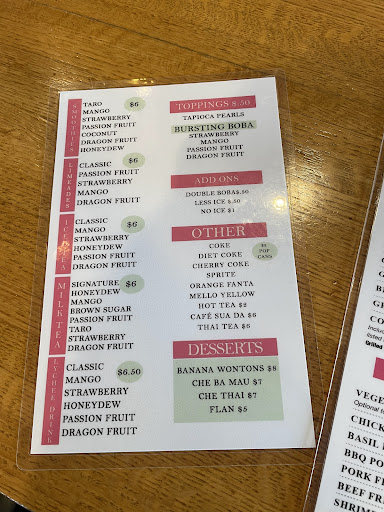 SMOOTHIES
TARO
MANGO
STRAWBERRY
PASSION FRUIT
COCONUT
DRAGON FRUIT
HONEYDEW
$6
LIMEADES
CLASSIC
PASSION FRUIT
STRAWBERRY
MANGO
DRAGON FRUIT
$6
CLASSIC
MANGO
STRAWBERRY
HONEYDEW
PASSION FRUIT
DRAGON FRUIT
$6
MILK TEA
SIGNATURE
HONEYDEW
MANGO
BROWN SUGAR
PASSION FRUIT
TARO
STRAWBERRY
DRAGON FRUIT
$6
LYCHEE DRINK
CLASSIC
MANGO
STRAWBERRY
HONEYDEW
PASSION FRUIT
DRAGON FRUIT
$6.50
TOPPINGS $.50
TAPIOCA PEARLS
BURSTING BOBA
STRAWBERRY
MANGO
PASSION FRUIT
DRAGON FRUIT
ADD ONS
DOUBLE BOBA $.50
LESS ICE $.50
NO ICE $1
OTHER
COKE
DIET COKE
CHERRY COKE
SPRITE
ORANGE FANTA
MELLO YELLOW
HOT TEA $2
CAFÉ SUA DA $6
THAI TEA $6
POP
CANS
DESSERTS
BANANA WONTONS $8
CHE BA MAU $7
CHE THAI $7
FLAN $5
VEGE
Optional
CHICK
BASIL
BBQ PO
PORK F
BEEF FR
SHRIM